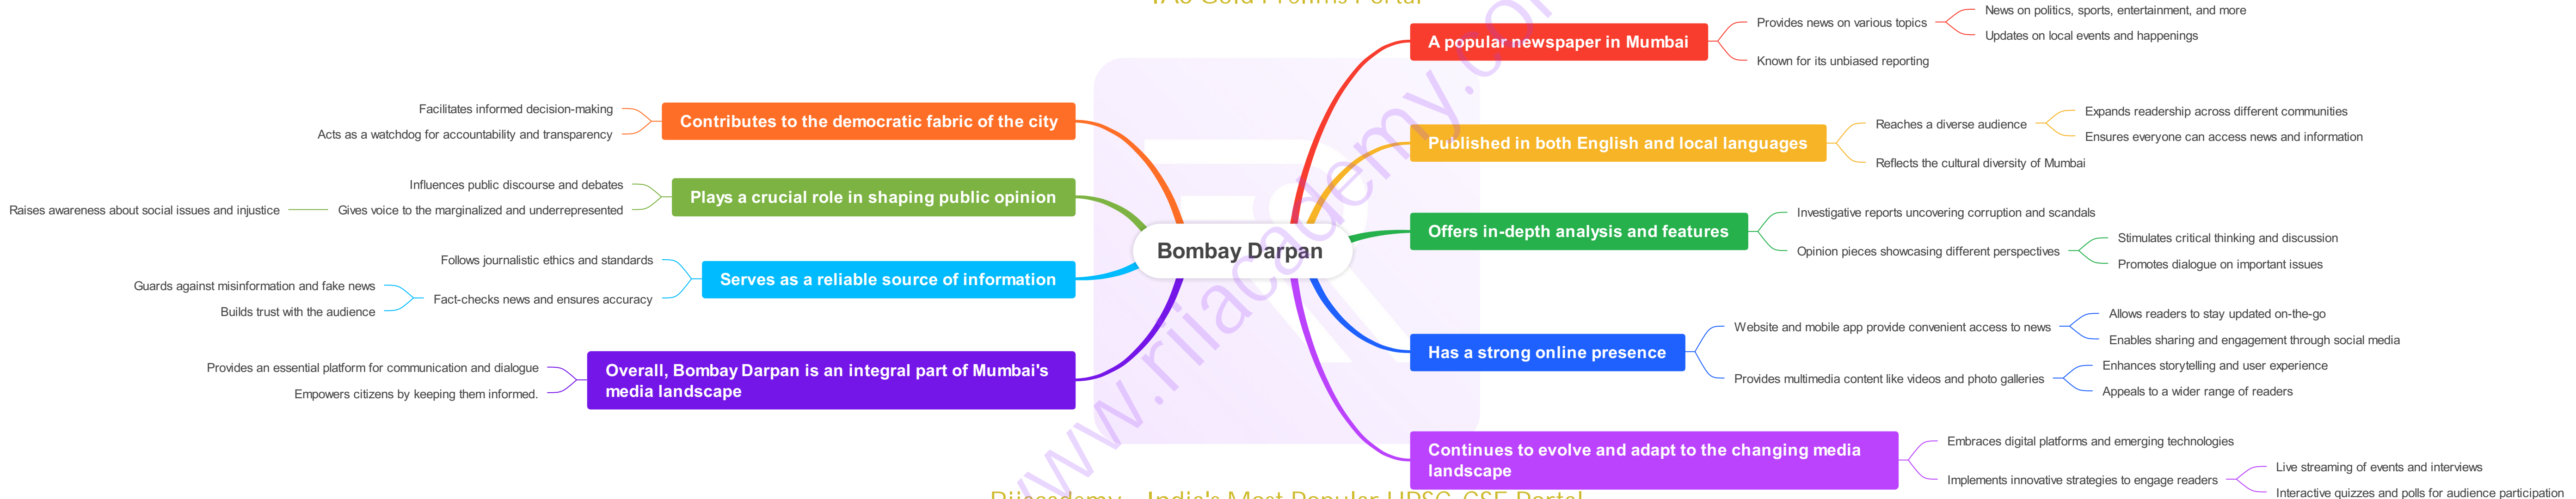 IAS Gold Prelims Portal
Bombay Darpan
A popular newspaper in Mumbai
Provides news on various topics
News on politics, sports, entertainment, and more
Updates on local events and happenings
Known for its unbiased reporting
Published in both English and local languages
Reaches a diverse audience
Expands readership across different communities
Ensures everyone can access news and information
Reflects the cultural diversity of Mumbai
Offers in-depth analysis and features
Investigative reports uncovering corruption and scandals
Opinion pieces showcasing different perspectives
Stimulates critical thinking and discussion
Promotes dialogue on important issues
Has a strong online presence
Website and mobile app provide convenient access to news
Allows readers to stay updated on-the-go
Enables sharing and engagement through social media
Provides multimedia content like videos and photo galleries
Enhances storytelling and user experience
Appeals to a wider range of readers
Continues to evolve and adapt to the changing media
landscape
Embraces digital platforms and emerging technologies
Implements innovative strategies to engage readers
Live streaming of events and interviews
Interactive quizzes and polls for audience participation
Contributes to the democratic fabric of the city
Facilitates informed decision-making
Acts as a watchdog for accountability and transparency
Plays a crucial role in shaping public opinion
Influences public discourse and debates
Gives voice to the marginalized and underrepresented
Raises awareness about social issues and injustice
Serves as a reliable source of information
Follows journalistic ethics and standards
Fact-checks news and ensures accuracy
Guards against misinformation and fake news
Builds trust with the audience
Overall, Bombay Darpan is an integral part of Mumbai's
media landscape
Provides an essential platform for communication and dialogue
Empowers citizens by keeping them informed.
www.riiacademy.com
Riiacademy - India's Most Popular UPSC-CSE Portal